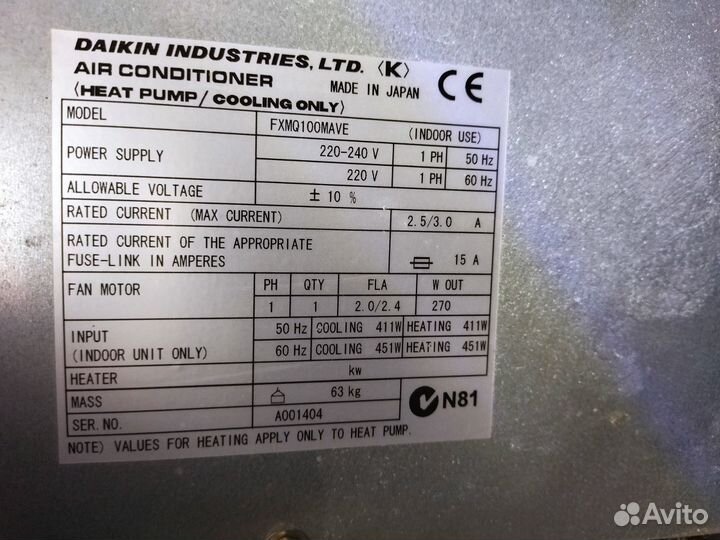 DAIKIN INDUSTRIES, LTD. 〈K〉
AIR CONDITIONER MADE IN JAPAN CE
〈HEAT PUMP/COOLING ONLY〉
MODEL FXMQ100MAVE (INDOOR USE)
POWER SUPPLY 220-240 V 1 PH 50 Hz
220 V 1 PH 60 Hz
ALLOWABLE VOLTAGE ± 10 %
RATED CURRENT (MAX CURRENT) 2.5/3.0 A
RATED CURRENT OF THE APPROPRIATE
FUSE-LINK IN AMPERES 15 A
FAN MOTOR PH QTY FLA W OUT
1 1 2.0/2.4 270
INPUT 50 Hz COOLING 411W HEATING 411W
(INDOOR UNIT ONLY) 60 Hz COOLING 451W HEATING 451W
HEATER kw
MASS 63 kg N81
SER. NO. A001404
NOTE) VALUES FOR HEATING APPLY ONLY TO HEAT PUMP.
Avito